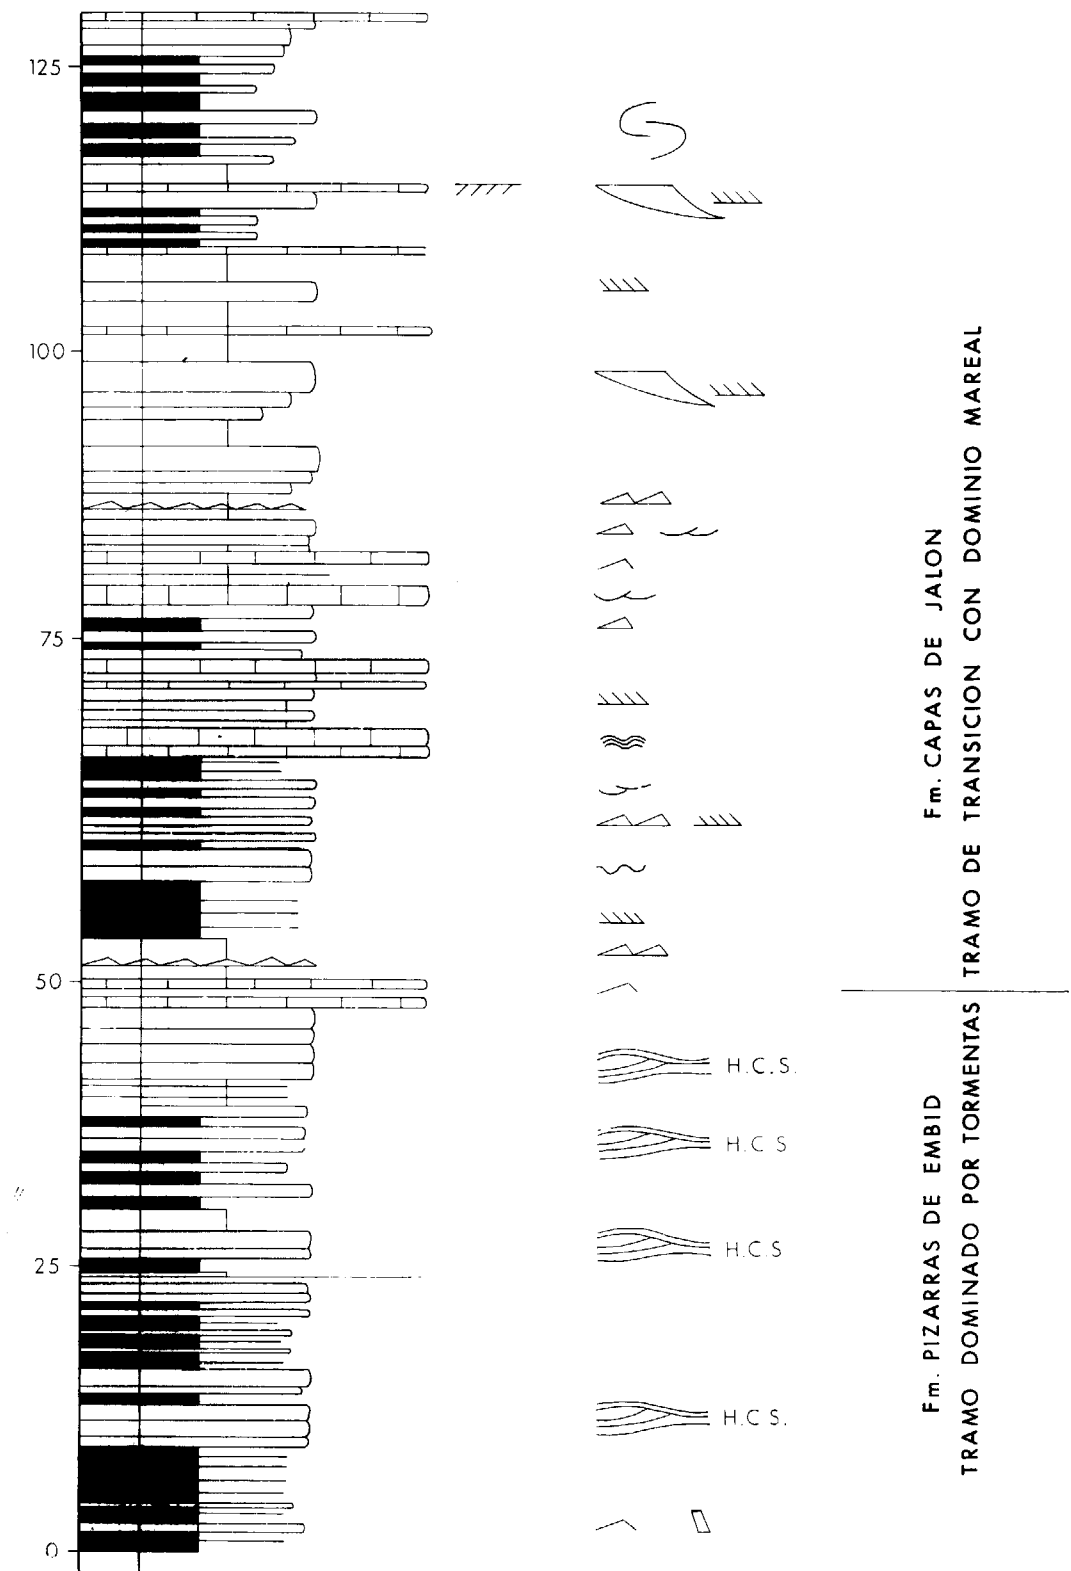 125
100
75
50
25
0
H.C.S.
H.C.S
H.C.S
H.C.S.
Fm. CAPAS DE JALON
TRAMO DE TRANSICION CON DOMINIO MAREAL
Fm. PIZARRAS DE EMBID
TRAMO DOMINADO POR TORMENTAS